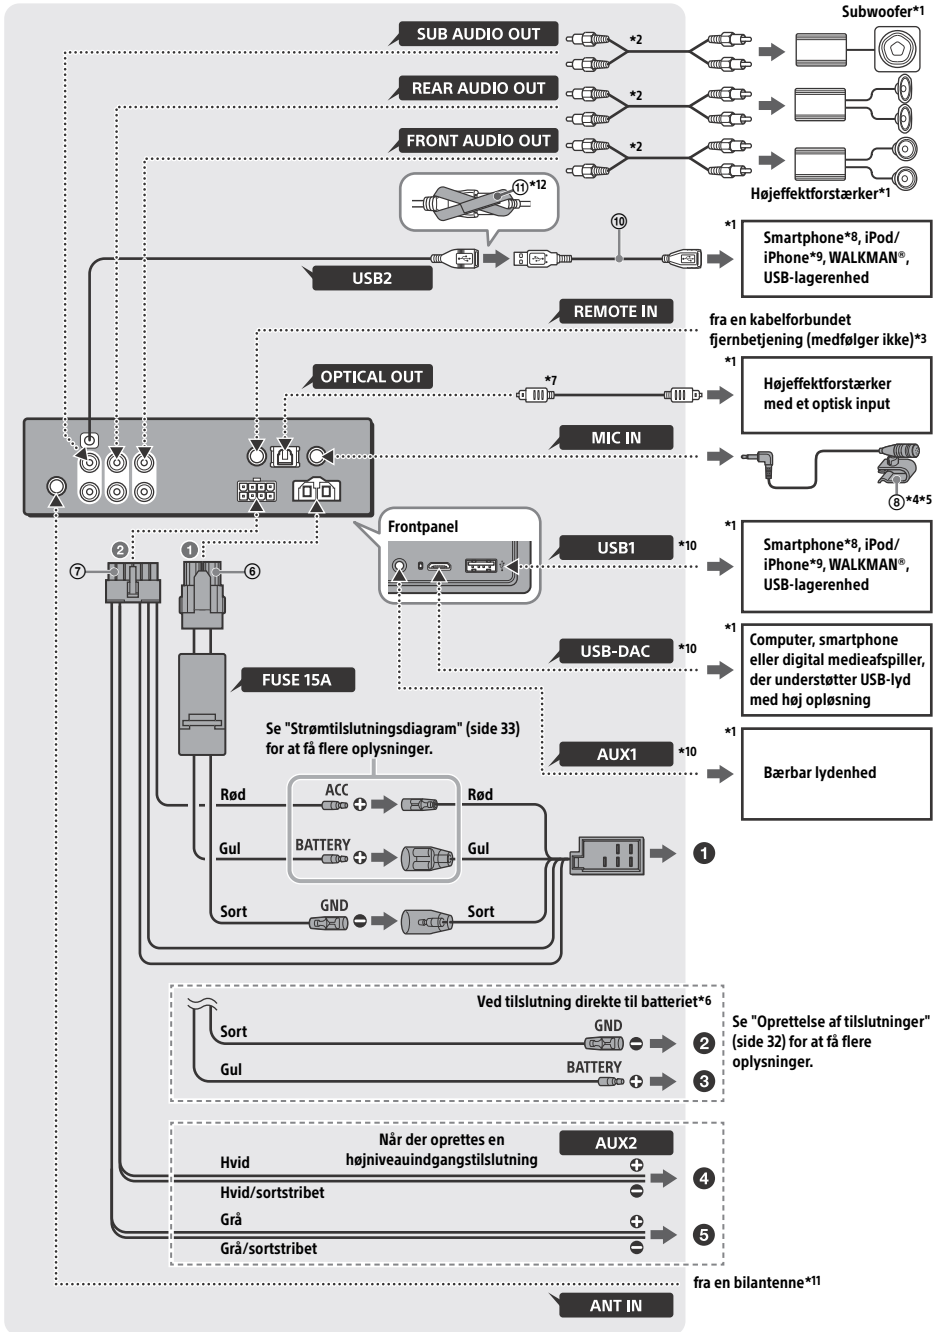 Subwoofer*1
SUB AUDIO OUT
*2
REAR AUDIO OUT
*2
FRONT AUDIO OUT
*2
Højeffektforstærker*1
⑪*12
⑩
*1
Smartphone*8, iPod/
iPhone*9, WALKMAN®,
USB-lagerenhed
USB2
REMOTE IN
fra en kabelforbundet
fjernbetjening (medfølger ikke)*3
OPTICAL OUT
*7
*1
Højeffektforstærker
med et optisk input
MIC IN
⑧*4*5
Frontpanel
USB1
*10
*1
Smartphone*8, iPod/
iPhone*9, WALKMAN®,
USB-lagerenhed
❷
❶
⑦
⑥
USB-DAC
*10
*1
Computer, smartphone
eller digital medieafspiller,
der understøtter USB-lyd
med høj opløsning
FUSE 15A
Se "Strømtilslutningsdiagram" (side 33)
for at få flere oplysninger.
AUX1
*10
*1
Bærbar lydenhed
Rød
ACC
Rød
Gul
BATTERY
Gul
❶
Sort
GND
Sort
Ved tilslutning direkte til batteriet*6
Sort
GND
❷
Gul
BATTERY
❸
Se "Oprettelse af tilslutninger"
(side 32) for at få flere
oplysninger.
Når der oprettes en
højniveauindgangstilslutning
AUX2
Hvid
Hvid/sortstribet
❹
Grå
Grå/sortstribet
❺
fra en bilantenne*11
ANT IN